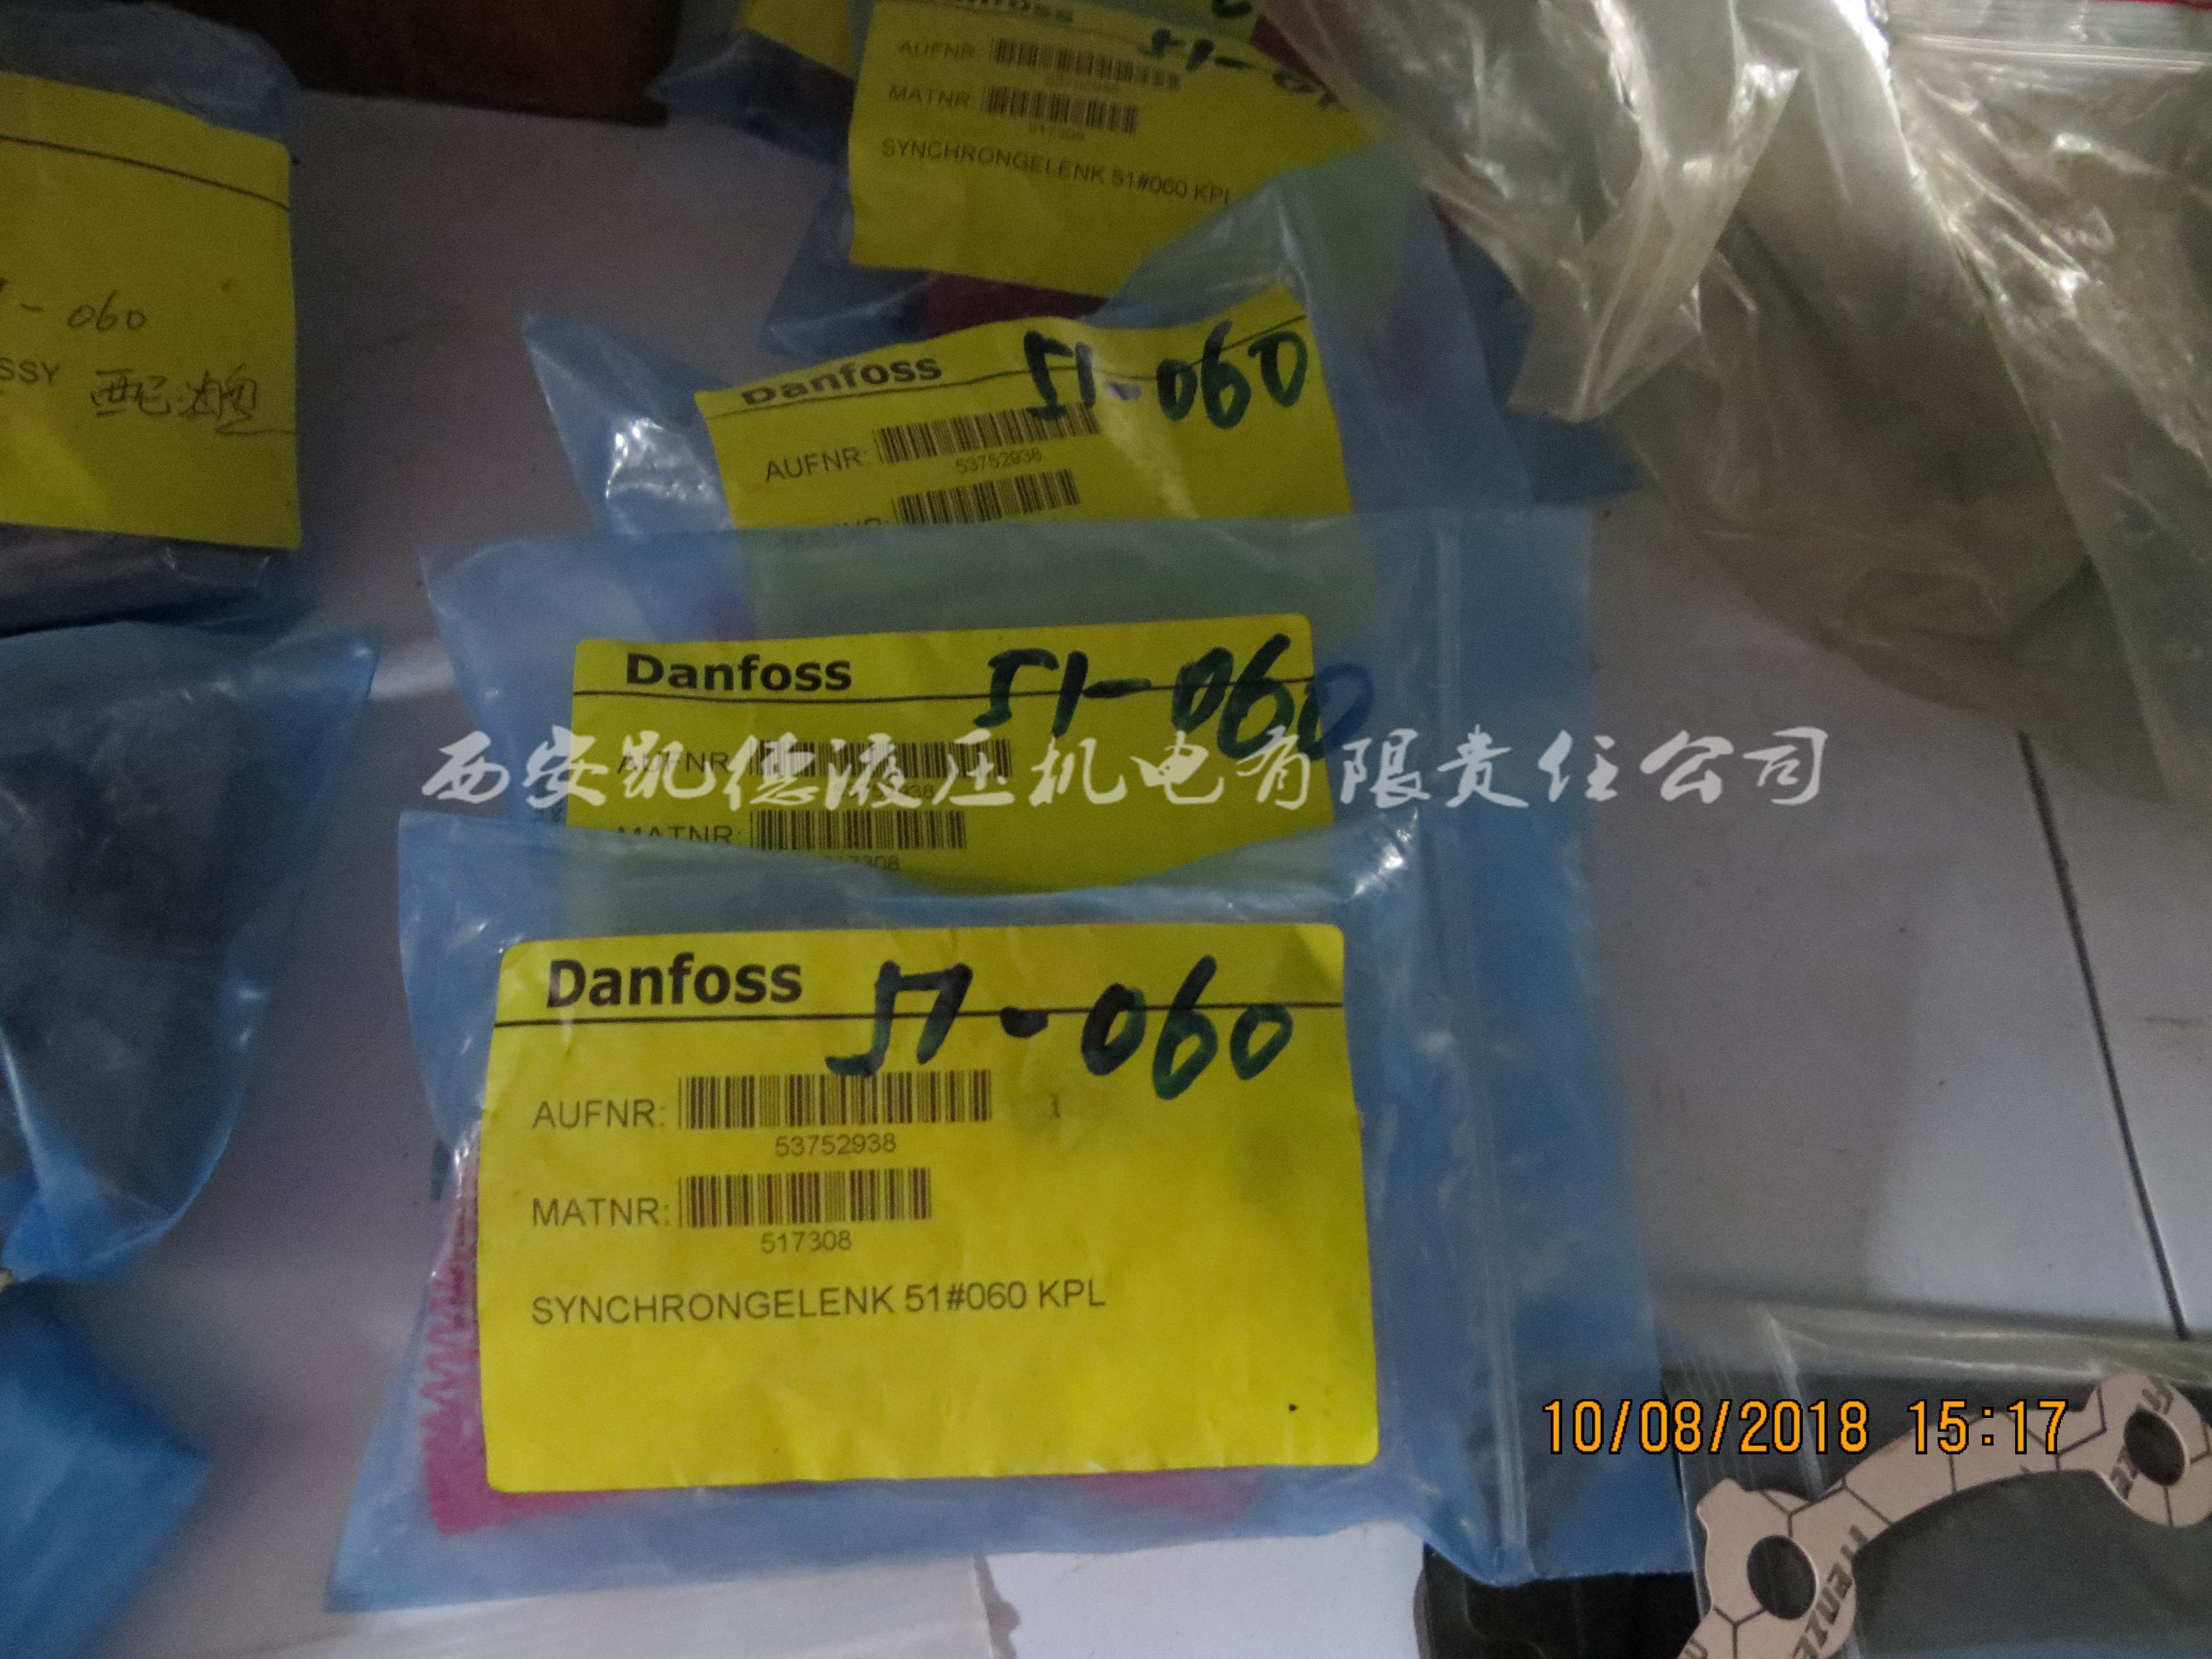 AUFNR:
MATNR:
517308
SYNCHRONGELENK 51#060 KPL
- 060
SSY
Danfoss
51-060
AUFNR:
53752938
Danfoss
51-060
AUFNR:
MATNR:
西安凯德液压机电有限责任公司
Danfoss
51-060
AUFNR:
53752938
MATNR:
517308
SYNCHRONGELENK 51#060 KPL
10/08/2018 15:17